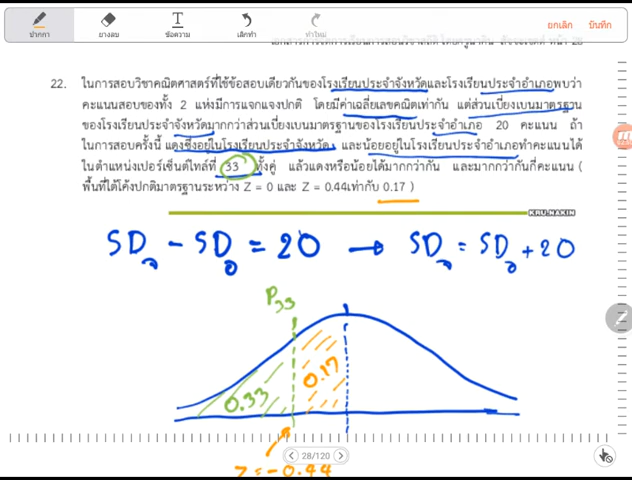 ยกเลิก บันทึก
ปากกา ยางลบ ข้อความ เลิกทำ ทำใหม่
22. ในการสอบวิชาคณิตศาสตร์ที่ใช้ข้อสอบเดียวกันของโรงเรียนประจำจังหวัดและโรงเรียนประจำอำเภอพบว่า
คะแนนสอบของทั้ง 2 แห่งมีการแจกแจงปกติ โดยมีค่าเฉลี่ยเลขคณิตเท่ากัน แต่ส่วนเบี่ยงเบนมาตรฐาน
ของโรงเรียนประจำจังหวัดมากกว่าส่วนเบี่ยงเบนมาตรฐานของโรงเรียนประจำอำเภอ 20 คะแนน ถ้า
ในการสอบครั้งนี้ แดงซึ่งอยู่ในโรงเรียนประจำจังหวัด และน้อยอยู่ในโรงเรียนประจำอำเภอทำคะแนนได้
ในตำแหน่งเปอร์เซ็นต์ไทล์ที่ 33 ทั้งคู่ แล้วแดงหรือน้อยได้มากกว่ากัน และมากกว่ากันกี่คะแนน (
พื้นที่ใต้โค้งปกติมาตรฐานระหว่าง Z = 0 และ Z = 0.44เท่ากับ 0.17 )
KRU.NAKIN
SDจ - SDอ = 20 → SDจ = SDอ + 20
P33
0.17
0.33
28/120
Z = -0.44